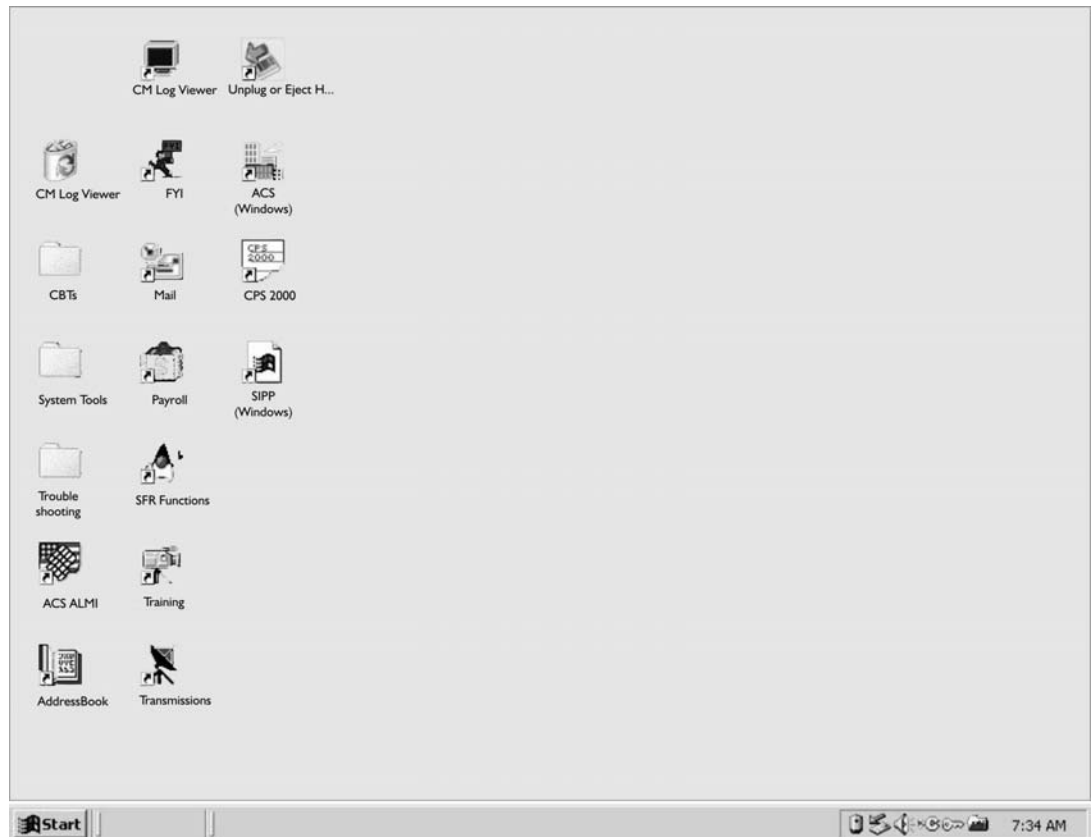 CM Log Viewer
Unplug or Eject H...
CM Log Viewer
FYI
ACS
(Windows)
CBTs
Mail
CPS
2000
CPS 2000
System Tools
Payroll
SIPP
(Windows)
Trouble
shooting
SFR Functions
ACS ALMI
Training
AddressBook
Transmissions
Start
7:34 AM